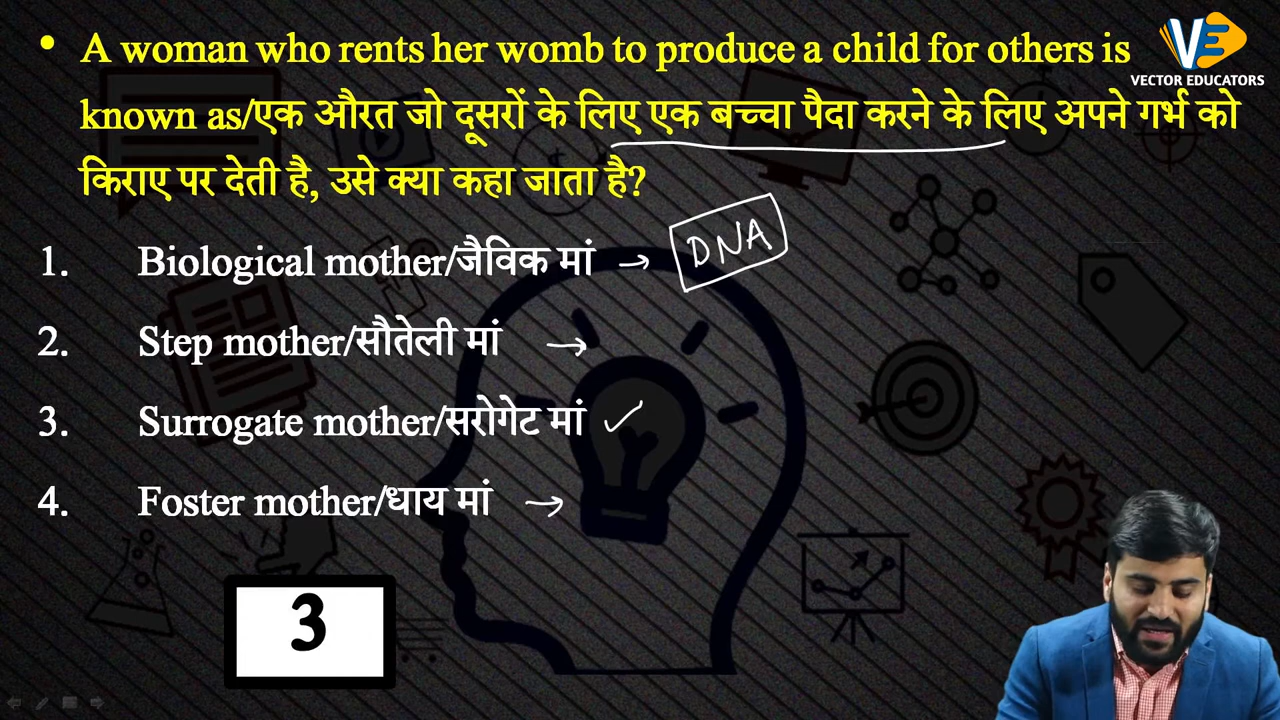 • A woman who rents her womb to produce a child for others is
known as/एक औरत जो दूसरों के लिए एक बच्चा पैदा करने के लिए अपने गर्भ को
किराए पर देती है, उसे क्या कहा जाता है?
VE
VECTOR EDUCATORS
1. Biological mother/जैविक मां → DNA
2. Step mother/सौतेली मां →
3. Surrogate mother/सरोगेट मां ✓
4. Foster mother/धाय मां →
3